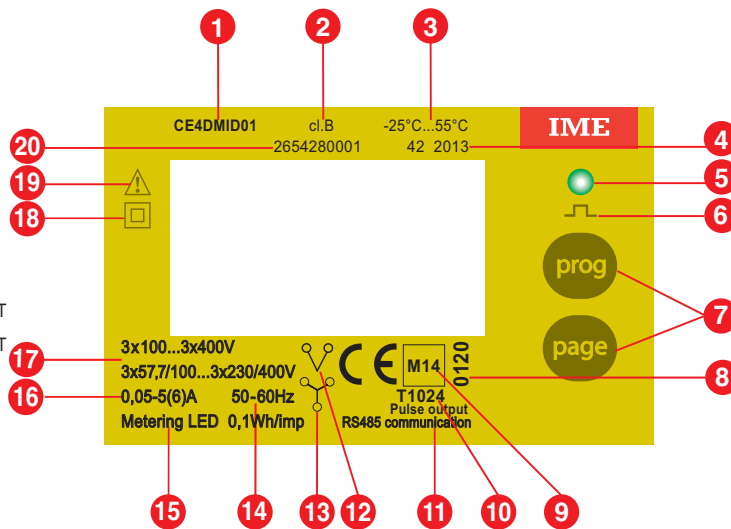 1 2 3
CE4DMID01 cl.B -25°C...55°C IME
20 2654280001 42 2013 4
19 5
18 6
prog
T
7
T
17 3x100...3x400V page
3x57,7/100...3x230/400V M14 0120 8
16 0,05-5(6)A 50-60Hz T1024
Pulse output
Metering LED 0,1Wh/imp RS485 communication
15 14 13 12 11 10 9